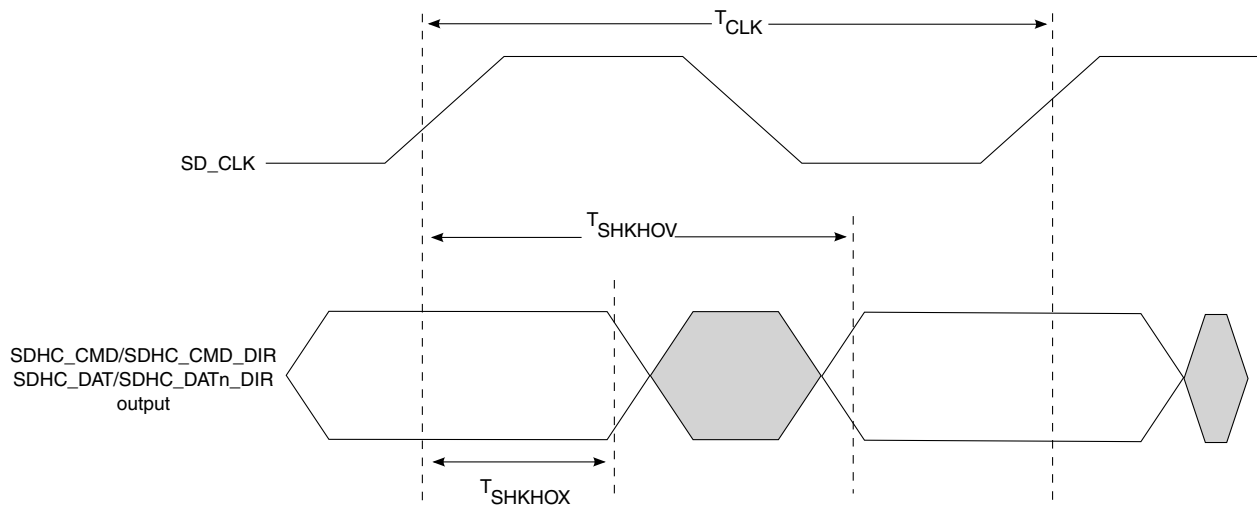 TCLK
SD_CLK
TSHKHOV
SDHC_CMD/SDHC_CMD_DIR
SDHC_DAT/SDHC_DATn_DIR
output
TSHKHOX